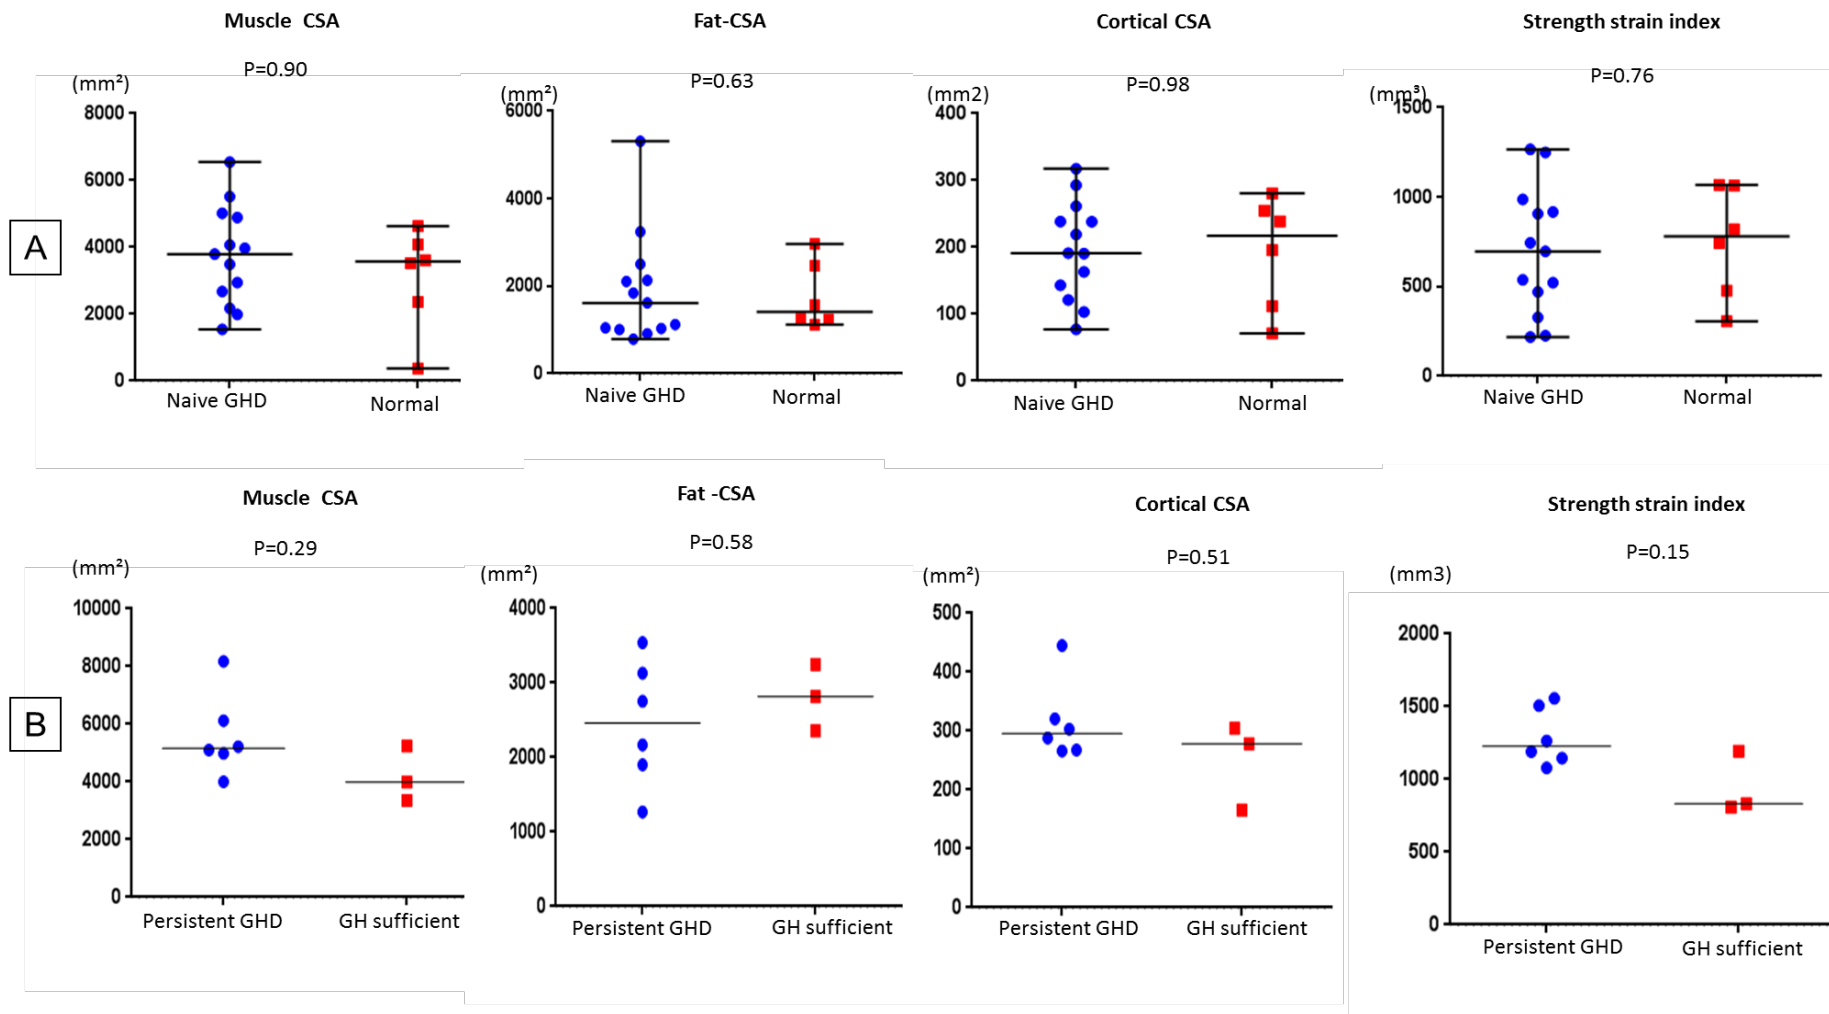 Muscle CSA
P=0.90
(mm²)
8000
6000
4000
2000
0
Naive GHD
Normal
Fat-CSA
P=0.63
(mm²)
6000
4000
2000
0
Naive GHD
Normal
Cortical CSA
P=0.98
(mm2)
400
300
200
100
0
Naive GHD
Normal
Strength strain index
P=0.76
(mm³)
1500
1000
500
0
Naive GHD
Normal
A
Muscle CSA
P=0.29
(mm²)
10000
8000
6000
4000
2000
0
Persistent GHD
GH sufficient
Fat -CSA
P=0.58
(mm²)
4000
3000
2000
1000
0
Persistent GHD
GH sufficient
Cortical CSA
P=0.51
(mm²)
500
400
300
200
100
0
Persistent GHD
GH sufficient
Strength strain index
P=0.15
(mm3)
2000
1500
1000
500
0
Persistent GHD
GH sufficient
B